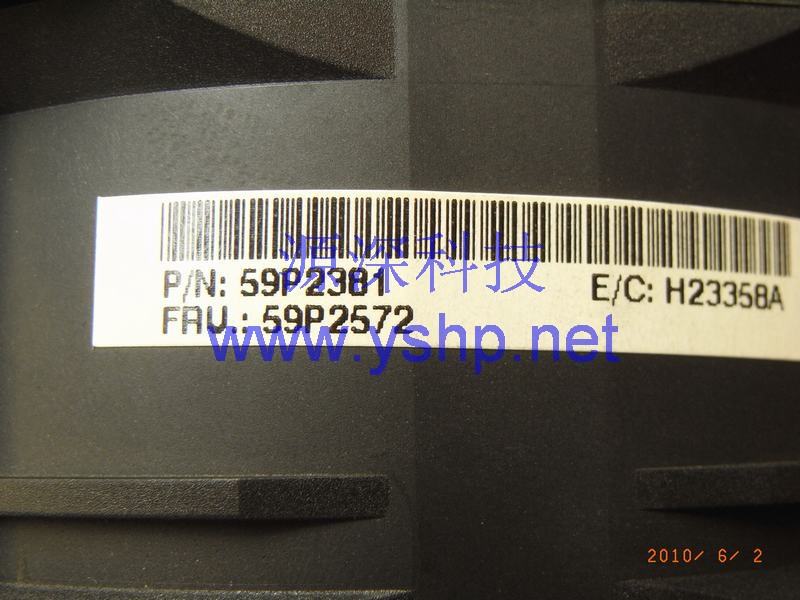 源深科技
P/N: 59P2381
E/C: H23358A
FRU.: 59P2572
www.yshp.net
2010/ 6/ 2